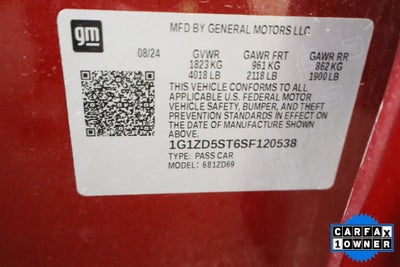 gm
MFD BY GENERAL MOTORS LLC
08/24 GVWR GAWR FRT GAWR RR
1823 KG 961 KG 862 KG
4018 LB 2118 LB 1900 LB
THIS VEHICLE CONFORMS TO ALL
APPLICABLE U.S. FEDERAL MOTOR
VEHICLE SAFETY, BUMPER, AND THEFT
PREVENTION STANDARDS IN EFFECT ON
THE DATE OF MANUFACTURE SHOWN ABOVE.
1G1ZD5ST6SF120538
TYPE: PASS CAR
MODEL: 681ZD69
CARFAX
1 OWNER